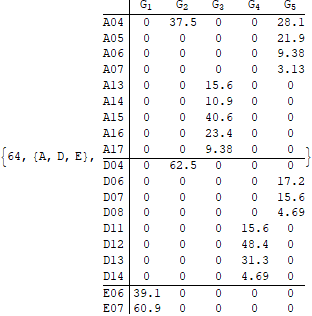 G1 G2 G3 G4 G5
A04 0 37.5 0 0 28.1
A05 0 0 0 0 21.9
A06 0 0 0 0 9.38
A07 0 0 0 0 3.13
A13 0 0 15.6 0 0
A14 0 0 10.9 0 0
A15 0 0 40.6 0 0
A16 0 0 23.4 0 0
A17 0 0 9.38 0 0
{64, {A, D, E}, }
D04 0 62.5 0 0 0
D06 0 0 0 0 17.2
D07 0 0 0 0 15.6
D08 0 0 0 0 4.69
D11 0 0 0 15.6 0
D12 0 0 0 48.4 0
D13 0 0 0 31.3 0
D14 0 0 0 4.69 0
E06 39.1 0 0 0 0
E07 60.9 0 0 0 0